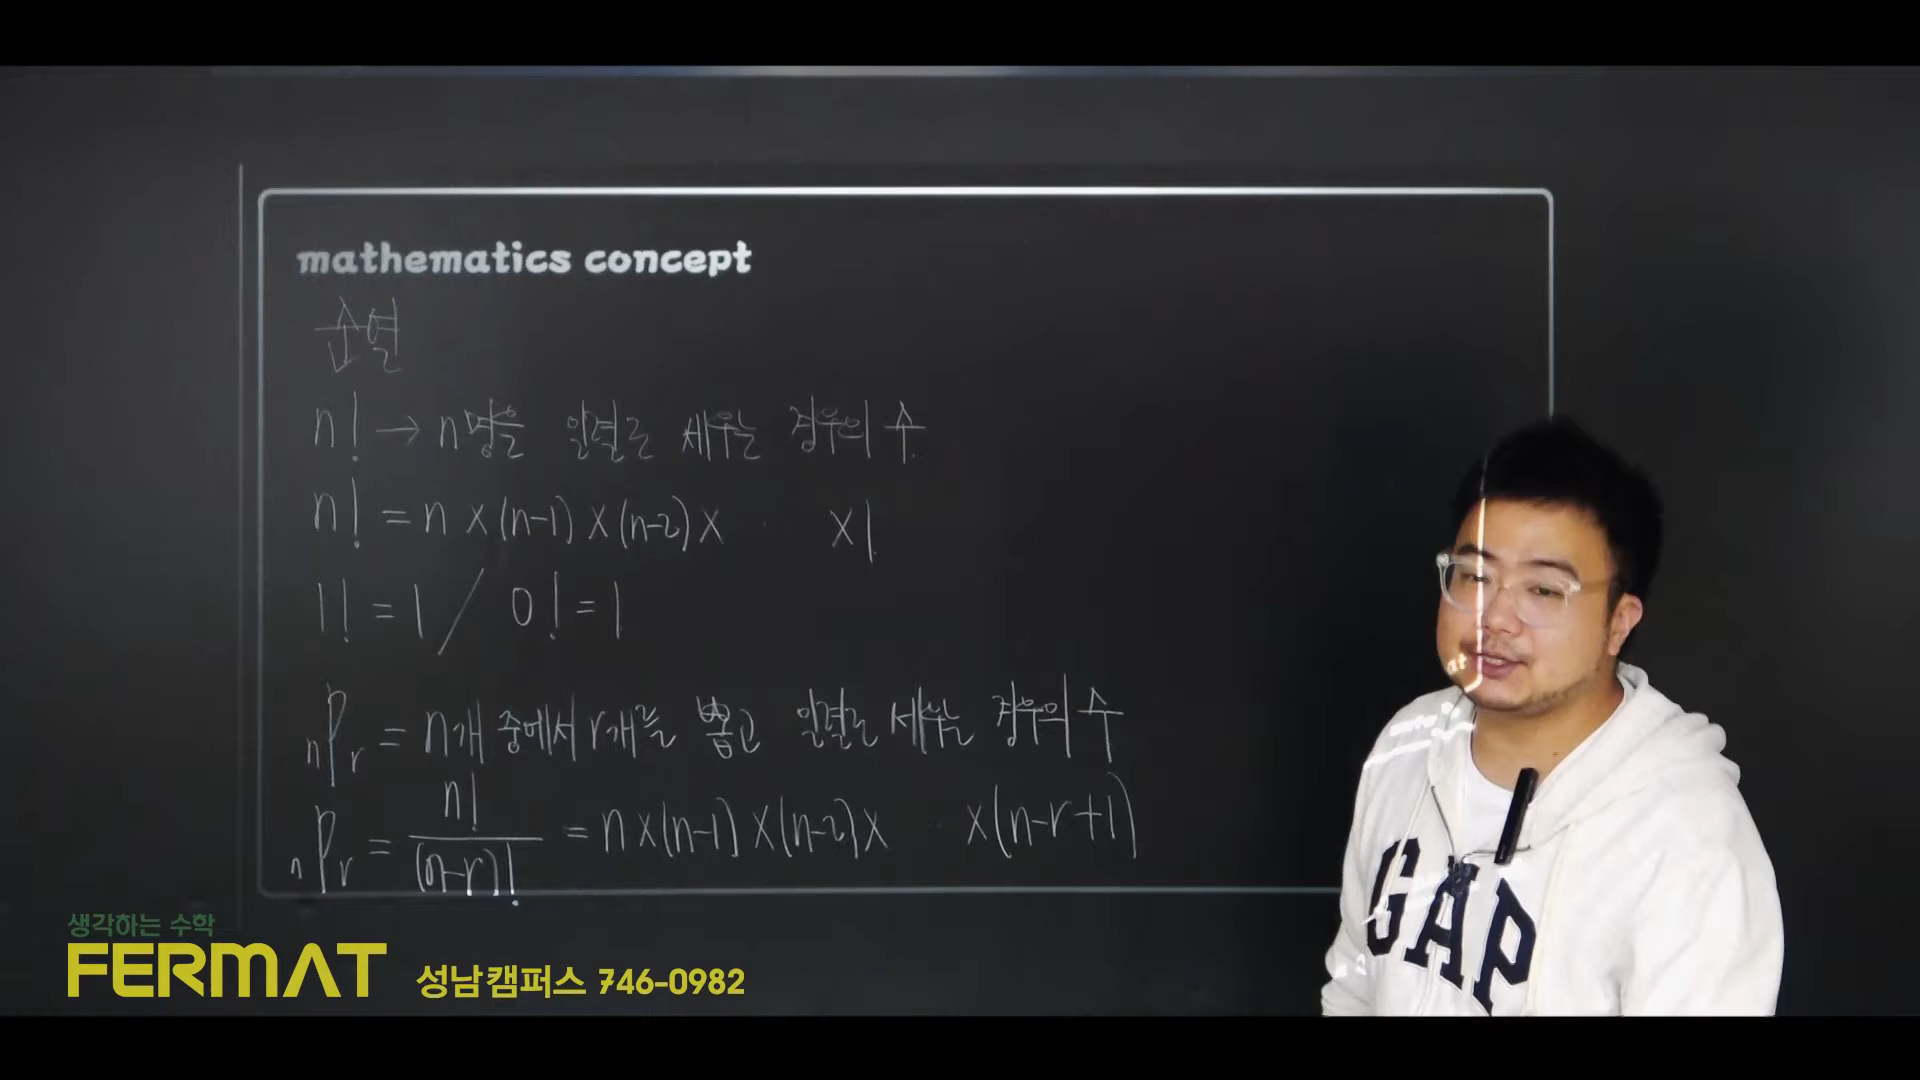 mathematics concept
순열
n! → n명을 일렬로 세우는 경우의 수
n! = n×(n-1)×(n-2)× ×1
1! = 1 / 0! = 1
nPr = n개 중에서 r개를 뽑고 일렬로 세우는 경우의 수
nPr = n!/(n-r)! = n×(n-1)×(n-2)× ×(n-r+1)
GAP
생각하는 수학
FERMAT 성남캠퍼스 746-0982